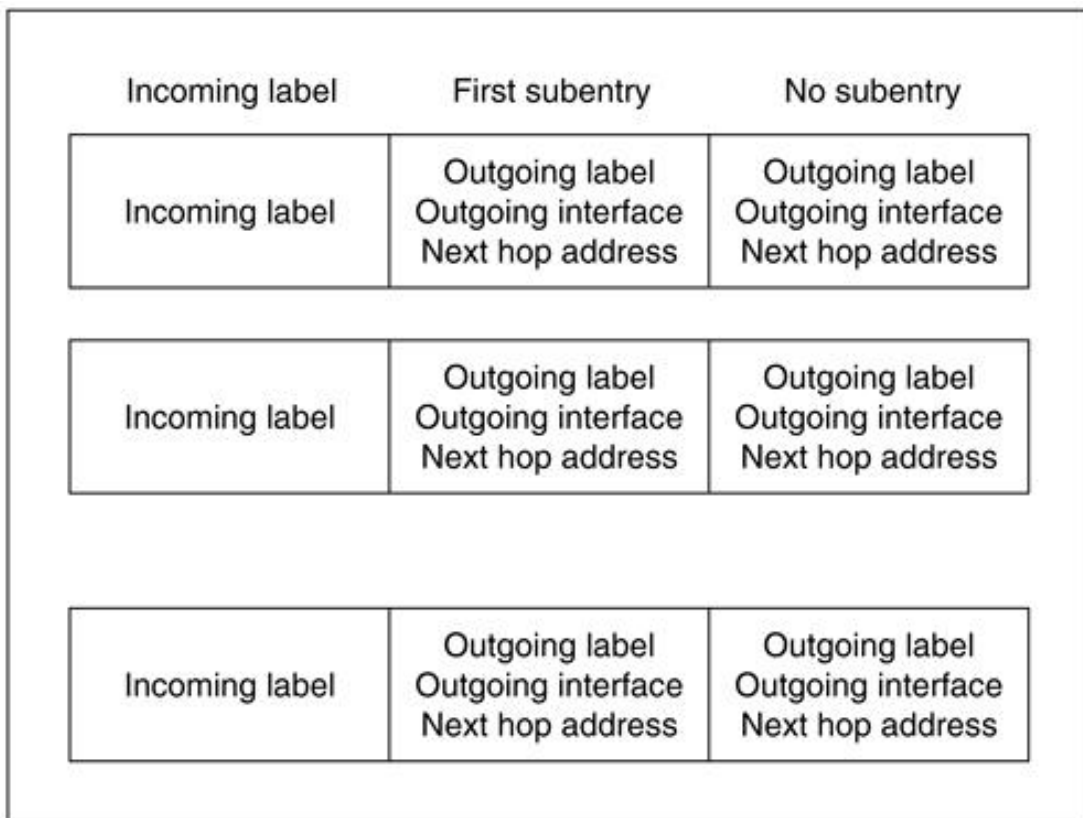 Incoming label First subentry No subentry
Incoming label
Outgoing label
Outgoing interface
Next hop address
Outgoing label
Outgoing interface
Next hop address
Incoming label
Outgoing label
Outgoing interface
Next hop address
Outgoing label
Outgoing interface
Next hop address
Incoming label
Outgoing label
Outgoing interface
Next hop address
Outgoing label
Outgoing interface
Next hop address